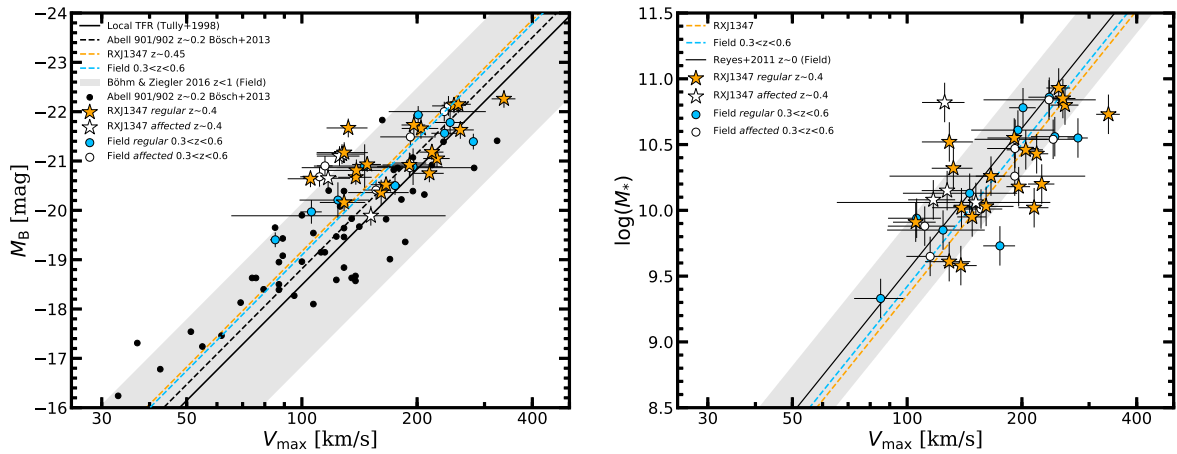 −24
−23
−22
−21
−20
−19
−18
−17
−16
M_B [mag]
Local TFR (Tully+1998)
Abell 901/902 z~0.2 Bösch+2013
RXJ1347 z~0.45
Field 0.3<z<0.6
Böhm & Ziegler 2016 z<1 (Field)
Abell 901/902 z~0.2 Bösch+2013
RXJ1347 regular z~0.4
RXJ1347 affected z~0.4
Field regular 0.3<z<0.6
Field affected 0.3<z<0.6
30 50 100 200 400
V_max [km/s]
11.5
11.0
10.5
10.0
9.5
9.0
8.5
log(M_*)
RXJ1347
Field 0.3<z<0.6
Reyes+2011 z~0 (Field)
RXJ1347 regular z~0.4
RXJ1347 affected z~0.4
Field regular 0.3<z<0.6
Field affected 0.3<z<0.6
30 50 100 200 400
V_max [km/s]